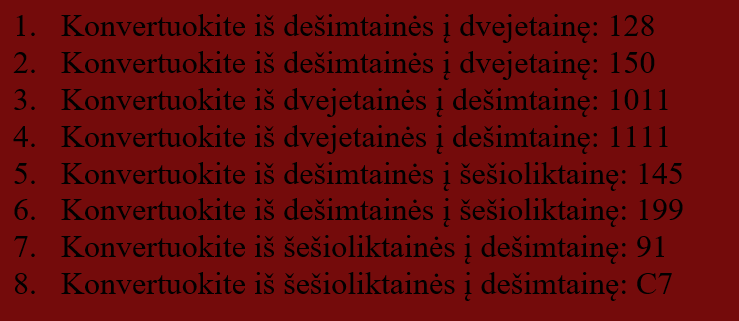 1. Konvertuokite iš dešimtainės į dvejetainę: 128
2. Konvertuokite iš dešimtainės į dvejetainę: 150
3. Konvertuokite iš dvejetainės į dešimtainę: 1011
4. Konvertuokite iš dvejetainės į dešimtainę: 1111
5. Konvertuokite iš dešimtainės į šešioliktainę: 145
6. Konvertuokite iš dešimtainės į šešioliktainę: 199
7. Konvertuokite iš šešioliktainės į dešimtainę: 91
8. Konvertuokite iš šešioliktainės į dešimtainę: C7